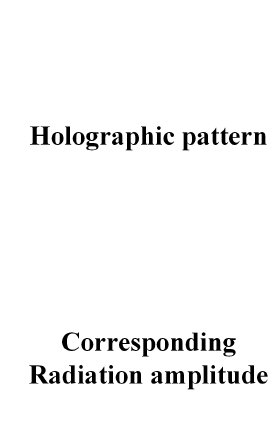 Holographic pattern
Corresponding
Radiation amplitude